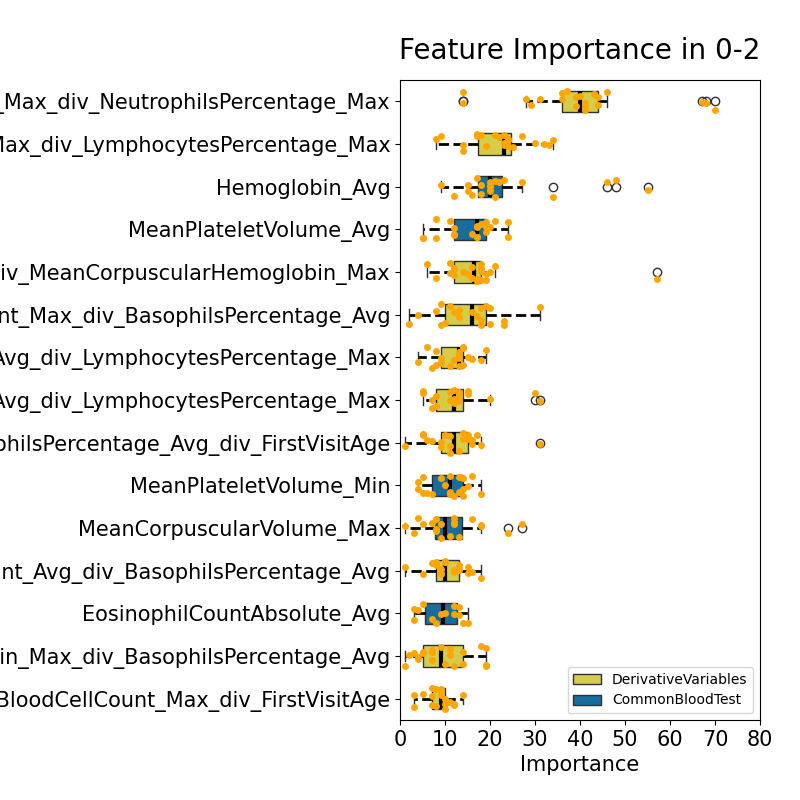 Feature Importance in 0-2
_Max_div_NeutrophilsPercentage_Max
Max_div_LymphocytesPercentage_Max
Hemoglobin_Avg
MeanPlateletVolume_Avg
div_MeanCorpuscularHemoglobin_Max
nt_Max_div_BasophilsPercentage_Avg
Avg_div_LymphocytesPercentage_Max
Avg_div_LymphocytesPercentage_Max
philsPercentage_Avg_div_FirstVisitAge
MeanPlateletVolume_Min
MeanCorpuscularVolume_Max
nt_Avg_div_BasophilsPercentage_Avg
EosinophilCountAbsolute_Avg
in_Max_div_BasophilsPercentage_Avg
BloodCellCount_Max_div_FirstVisitAge
DerivativeVariables
CommonBloodTest
0 10 20 30 40 50 60 70 80
Importance